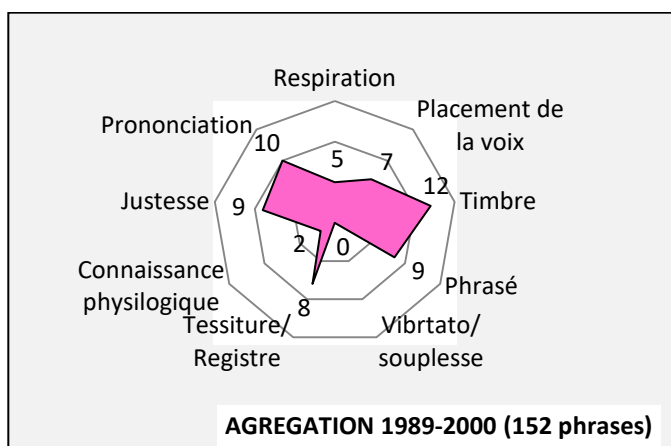 Respiration
Placement de
la voix
Prononciation
10
5
7
12
Timbre
Justesse
9
2
0
9
Phrasé
Connaissance
physilogique
8
Tessiture/
Registre
Vibrtato/
souplesse
AGREGATION 1989-2000 (152 phrases)